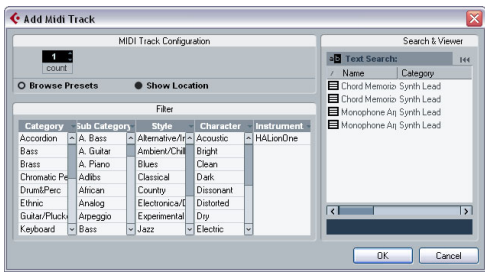 Add Midi Track
MIDI Track Configuration
1
count
Browse Presets
Show Location
Filter
Category Sub Category Style Character Instrument
Accordion A. Bass Alternative/In Acoustic HALionOne
Bass A. Guitar Ambient/Chill Bright
Brass A. Piano Blues Clean
Chromatic Pe Adlibs Classical Dark
Drum&Perc African Country Dissonant
Ethnic Analog Electronica/D Distorted
Guitar/Plucke Arpeggio Experimental Dry
Keyboard Bass Jazz Electric
Search & Viewer
Text Search:
/ Name Category
Chord Memoriz Synth Lead
Chord Memoriz Synth Lead
Monophone Arp Synth Lead
Monophone Arp Synth Lead
OK Cancel